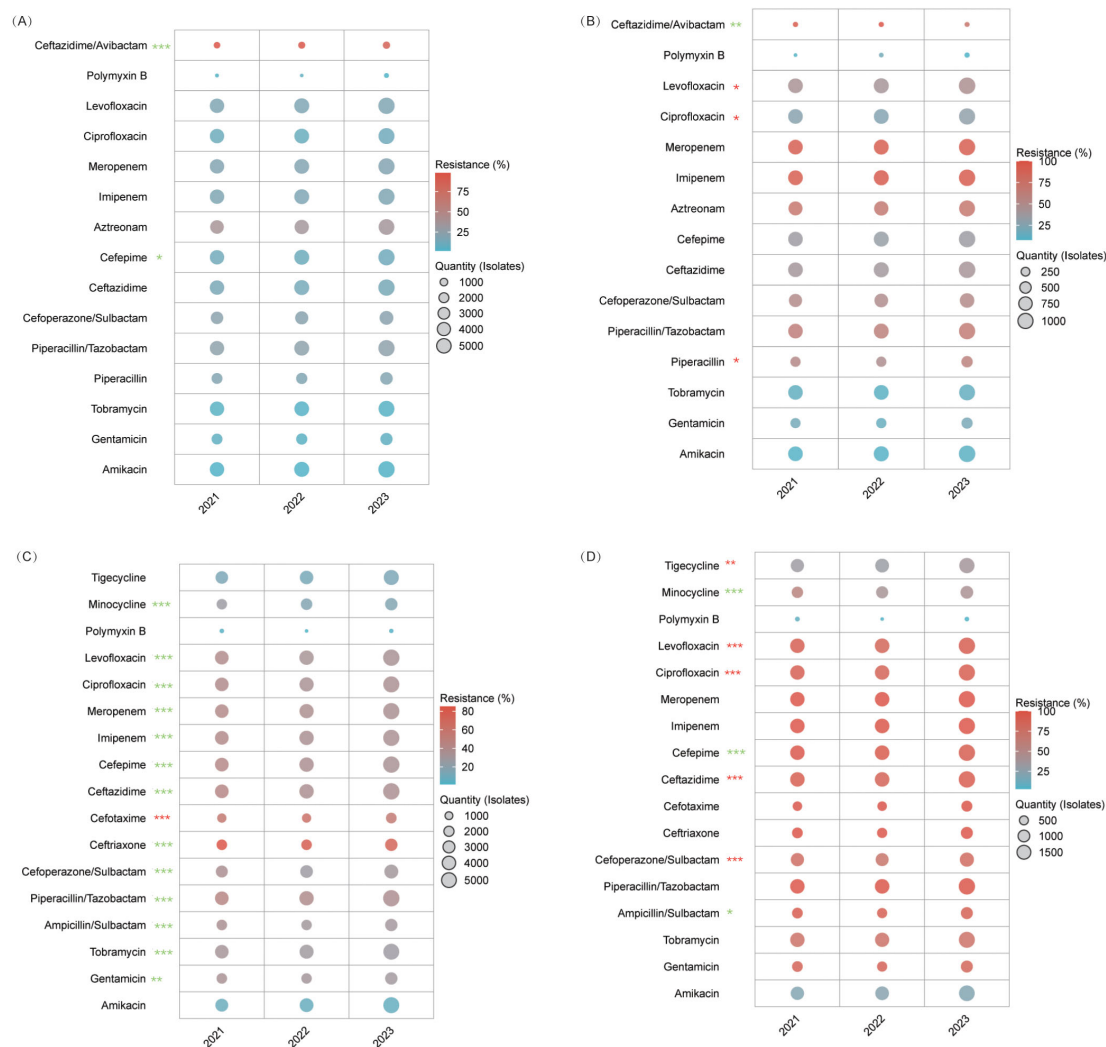 (A)
Ceftazidime/Avibactam ***
Polymyxin B
Levofloxacin
Ciprofloxacin
Meropenem
Imipenem
Aztreonam
Cefepime *
Ceftazidime
Cefoperazone/Sulbactam
Piperacillin/Tazobactam
Piperacillin
Tobramycin
Gentamicin
Amikacin
2021 2022 2023
Resistance (%)
75
50
25
Quantity (Isolates)
1000
2000
3000
4000
5000
(B)
Ceftazidime/Avibactam **
Polymyxin B
Levofloxacin *
Ciprofloxacin *
Meropenem
Imipenem
Aztreonam
Cefepime
Ceftazidime
Cefoperazone/Sulbactam
Piperacillin/Tazobactam
Piperacillin *
Tobramycin
Gentamicin
Amikacin
2021 2022 2023
Resistance (%)
100
75
50
25
Quantity (Isolates)
250
500
750
1000
(C)
Tigecycline
Minocycline ***
Polymyxin B
Levofloxacin ***
Ciprofloxacin ***
Meropenem ***
Imipenem ***
Cefepime ***
Ceftazidime ***
Cefotaxime ***
Ceftriaxone ***
Cefoperazone/Sulbactam ***
Piperacillin/Tazobactam ***
Ampicillin/Sulbactam ***
Tobramycin ***
Gentamicin **
Amikacin
2021 2022 2023
Resistance (%)
80
60
40
20
Quantity (Isolates)
1000
2000
3000
4000
5000
(D)
Tigecycline **
Minocycline ***
Polymyxin B
Levofloxacin ***
Ciprofloxacin ***
Meropenem
Imipenem
Cefepime ***
Ceftazidime ***
Cefotaxime
Ceftriaxone
Cefoperazone/Sulbactam ***
Piperacillin/Tazobactam
Ampicillin/Sulbactam *
Tobramycin
Gentamicin
Amikacin
2021 2022 2023
Resistance (%)
100
75
50
25
Quantity (Isolates)
500
1000
1500